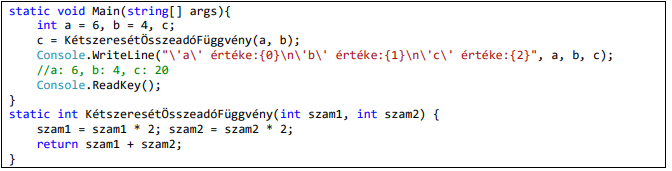 static void Main(string[] args){
    int a = 6, b = 4, c;
    c = KétszeresétÖsszeadóFüggvény(a, b);
    Console.WriteLine("\'a\' értéke:{0}\n\'b\' értéke:{1}\n\'c\' értéke:{2}", a, b, c);
    //a: 6, b: 4, c: 20
    Console.ReadKey();
}
static int KétszeresétÖsszeadóFüggvény(int szam1, int szam2) {
    szam1 = szam1 * 2; szam2 = szam2 * 2;
    return szam1 + szam2;
}